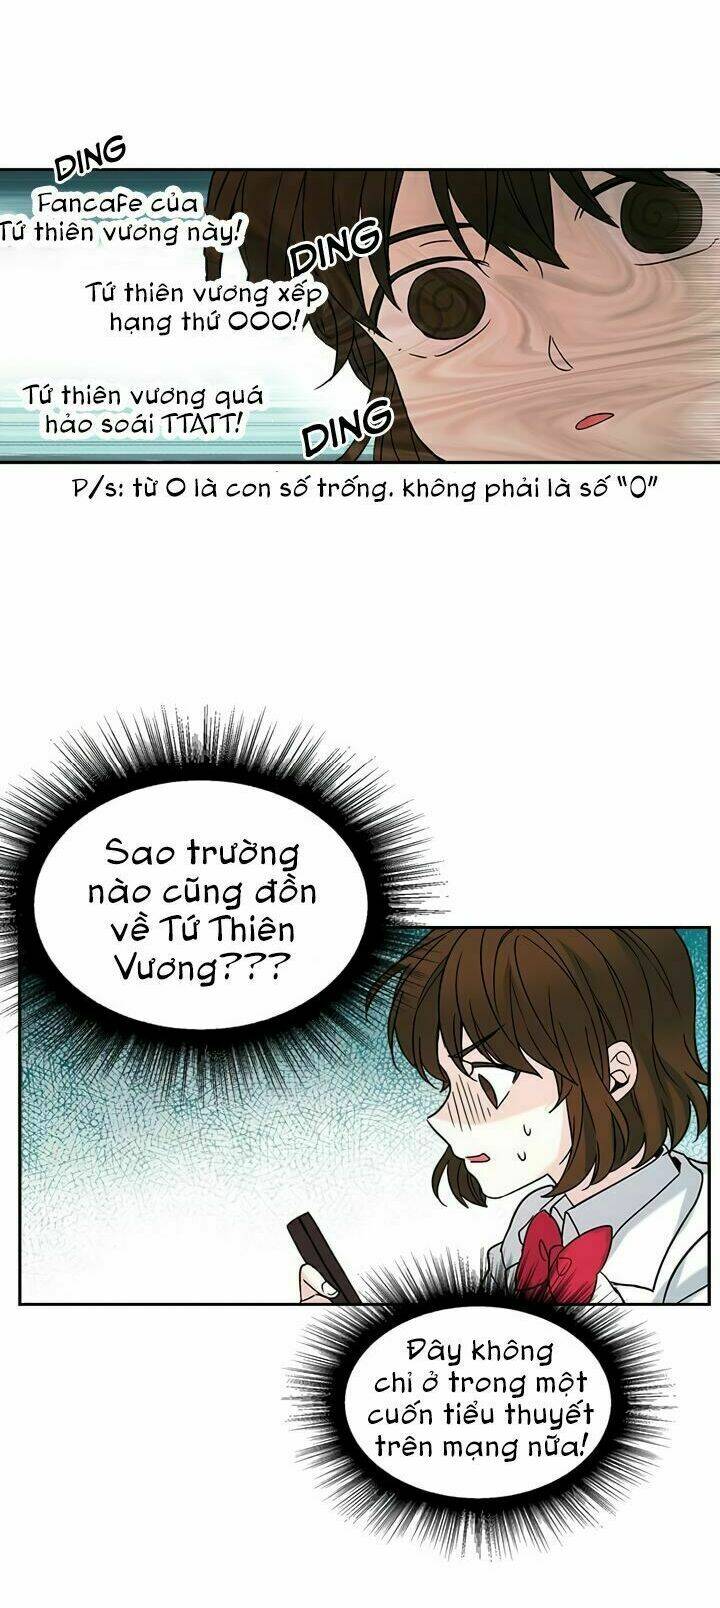 DING
Fancafe của
Tứ thiên vương này!
DING
Tứ thiên vương xếp
hạng thứ OOO!
Tứ thiên vương quá
hảo soái TTATT!
DING
P/s: từ O là con số trống. không phải là số "0"
Sao trường
nào cũng đồn
về Tứ Thiên
Vương???
Đây không
chỉ ở trong một
cuốn tiểu thuyết
trên mạng nữa!